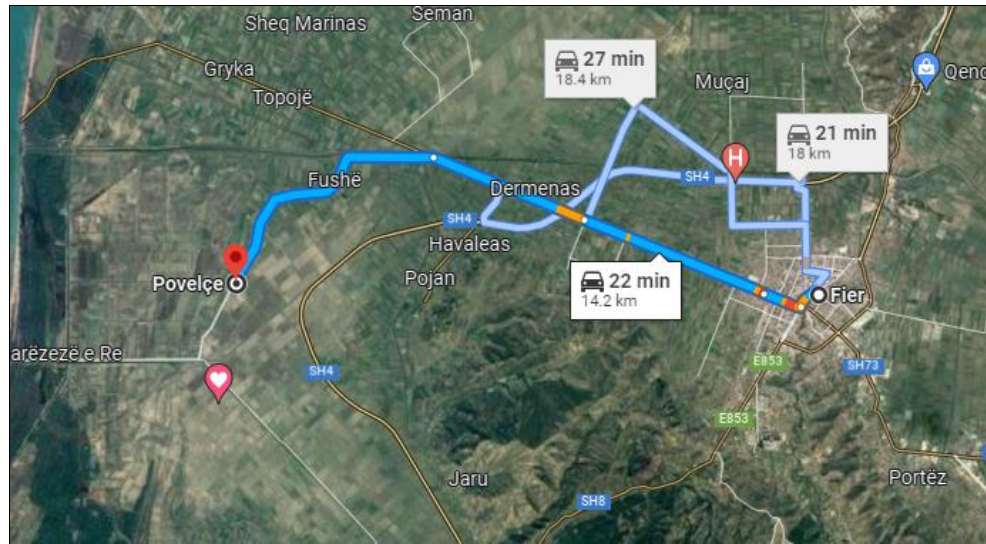 Sheq Marinas
Seman
Gryka
Topojë
27 min
18.4 km
Muçaj
21 min
18 km
H
SH4
Fushë
Dermenas
SH4
Havaleas
Pojan
Povelçe
22 min
14.2 km
Fier
arëzezë e Re
SH4
E853
SH73
E853
Jaru
SH8
Portëz